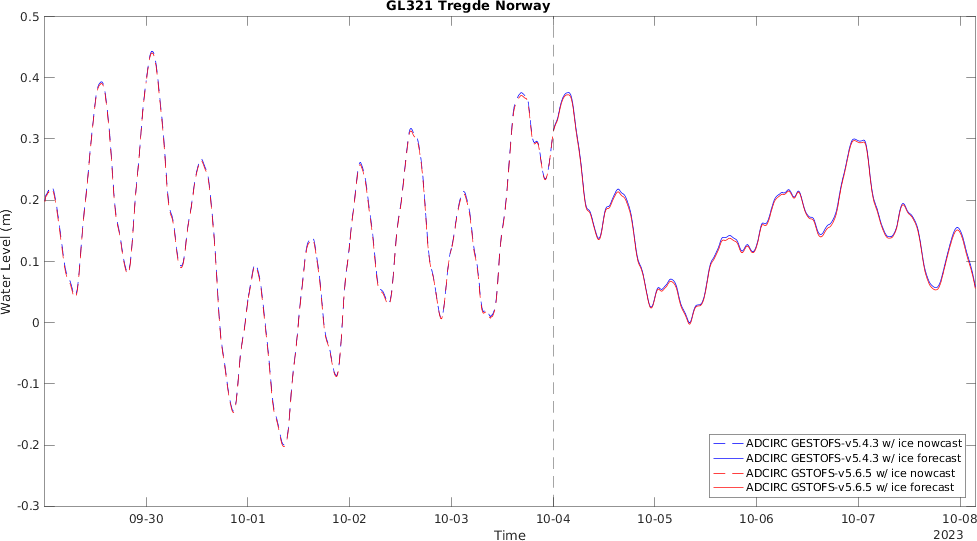 GL321 Tregde Norway
0.5
0.4
0.3
0.2
0.1
0
-0.1
-0.2
-0.3
Water Level (m)
ADCIRC GESTOFS-v5.4.3 w/ ice nowcast
ADCIRC GESTOFS-v5.4.3 w/ ice forecast
ADCIRC GSTOFS-v5.6.5 w/ ice nowcast
ADCIRC GSTOFS-v5.6.5 w/ ice forecast
09-30 10-01 10-02 10-03 10-04 10-05 10-06 10-07 10-08
Time
2023